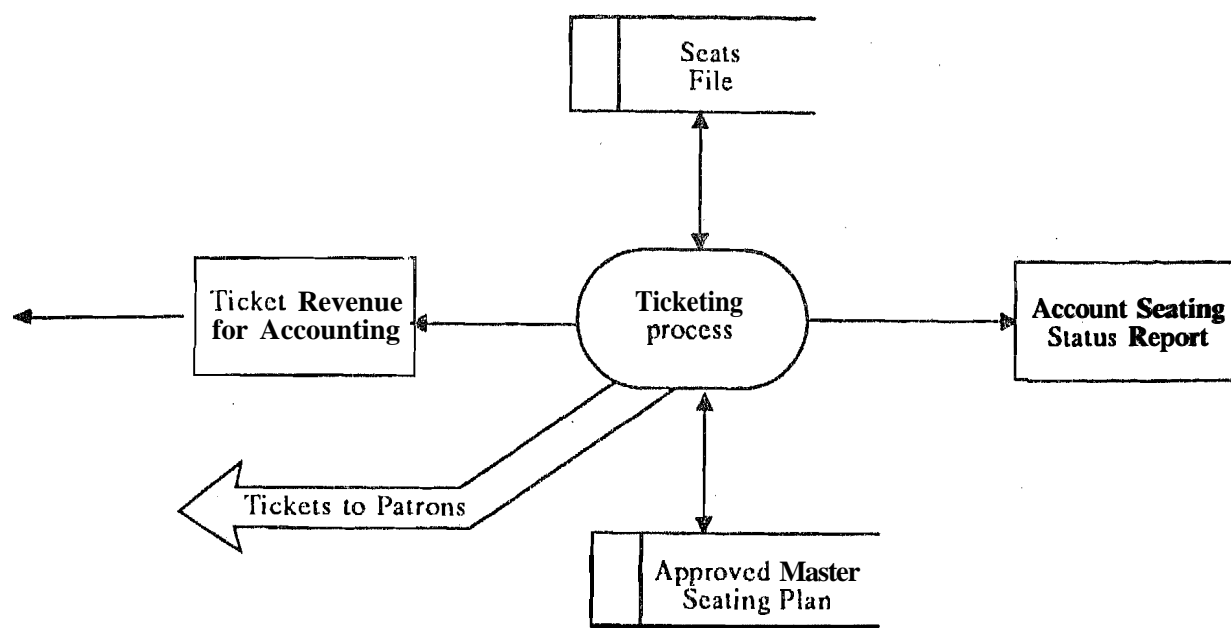 Seats
File
Ticket Revenue
for Accounting
Ticketing
process
Account Seating
Status Report
Tickets to Patrons
Approved Master
Seating Plan